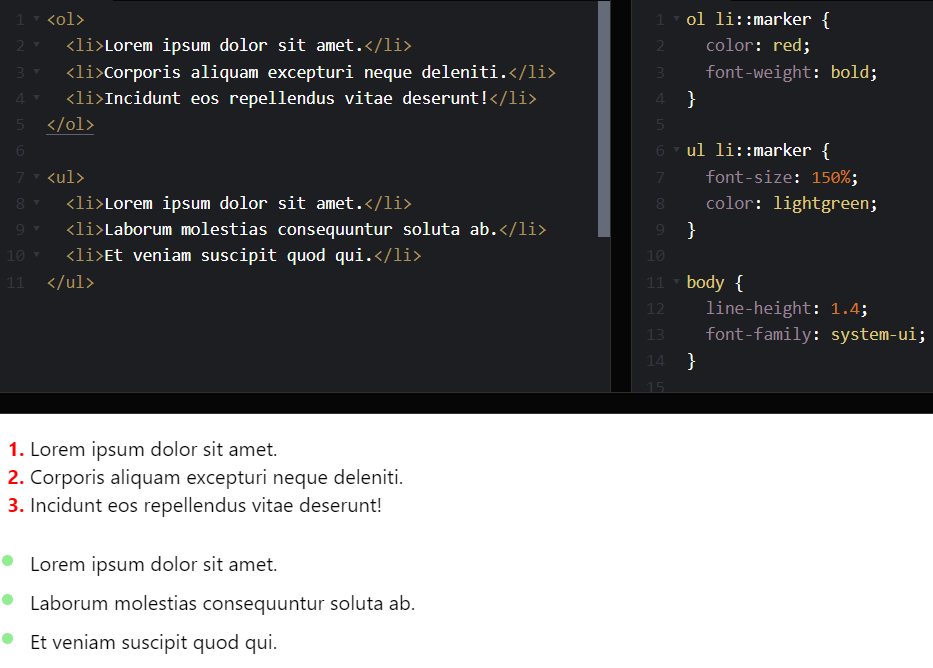 1 <ol>
2 <li>Lorem ipsum dolor sit amet.</li>
3 <li>Corporis aliquam excepturi neque deleniti.</li>
4 <li>Incidunt eos repellendus vitae deserunt!</li>
5 </ol>
6
7 <ul>
8 <li>Lorem ipsum dolor sit amet.</li>
9 <li>Laborum molestias consequuntur soluta ab.</li>
10 <li>Et veniam suscipit quod qui.</li>
11 </ul>
1 ol li::marker {
2 color: red;
3 font-weight: bold;
4 }
5
6 ul li::marker {
7 font-size: 150%;
8 color: lightgreen;
9 }
10
11 body {
12 line-height: 1.4;
13 font-family: system-ui;
14 }
15
1. Lorem ipsum dolor sit amet.
2. Corporis aliquam excepturi neque deleniti.
3. Incidunt eos repellendus vitae deserunt!
• Lorem ipsum dolor sit amet.
• Laborum molestias consequuntur soluta ab.
• Et veniam suscipit quod qui.